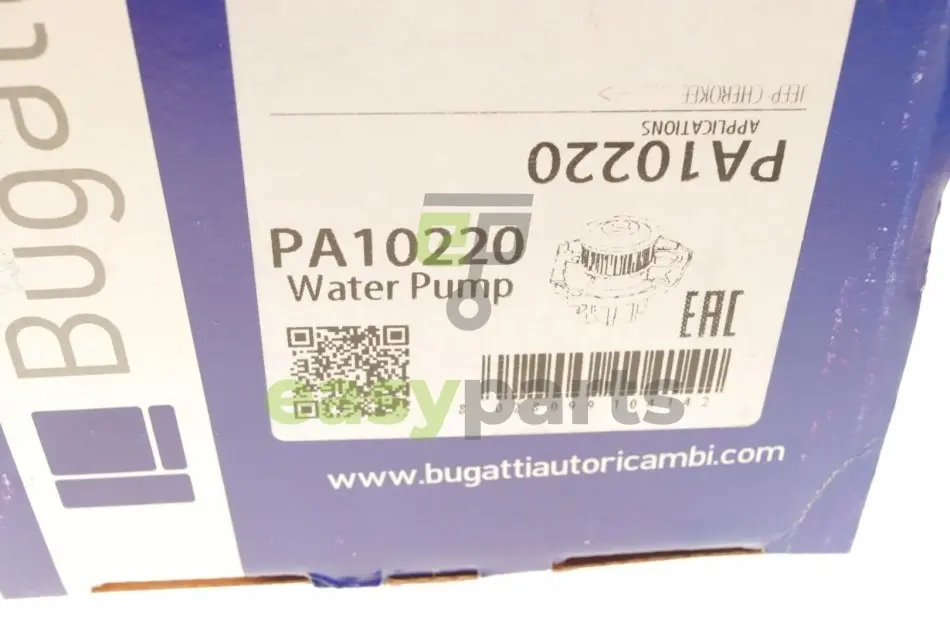 Bugatti
JEEP CHEROKEE
APPLICATIONS
PA10220
PA10220
Water Pump
EAC
easyparts
www.bugattiautoricambi.com